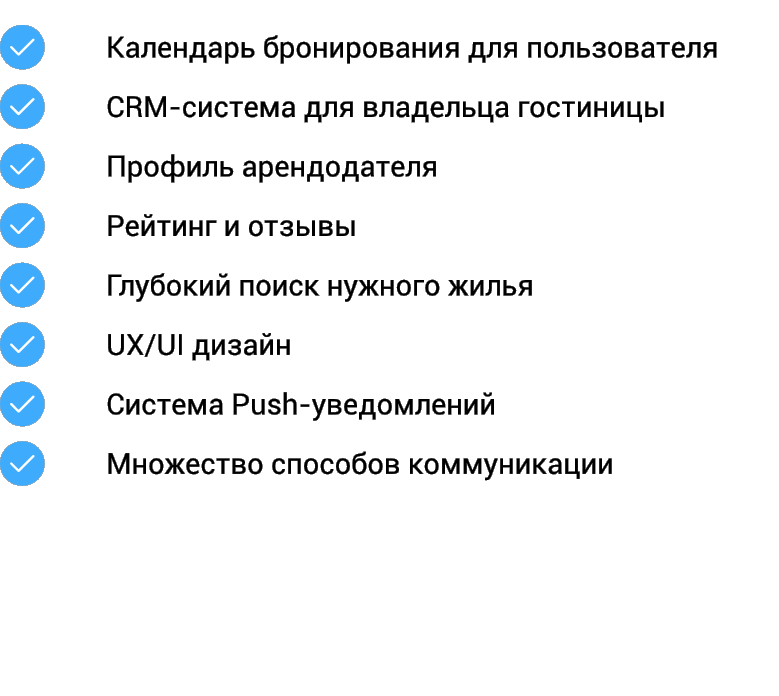 Календарь бронирования для пользователя
CRM-система для владельца гостиницы
Профиль арендодателя
Рейтинг и отзывы
Глубокий поиск нужного жилья
UX/UI дизайн
Система Push-уведомлений
Множество способов коммуникации